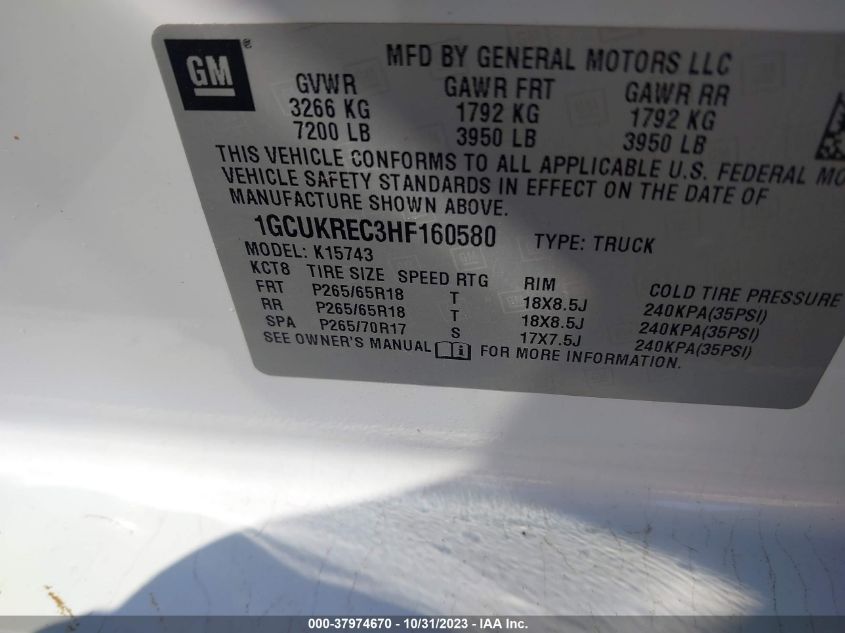 GM ®
MFD BY GENERAL MOTORS LLC
GVWR GAWR FRT GAWR RR
3266 KG 1792 KG 1792 KG
7200 LB 3950 LB 3950 LB
THIS VEHICLE CONFORMS TO ALL APPLICABLE U.S. FEDERAL MO
VEHICLE SAFETY STANDARDS IN EFFECT ON THE DATE OF
MANUFACTURE SHOWN ABOVE.
1GCUKREC3HF160580 TYPE: TRUCK
MODEL: K15743
KCT8 TIRE SIZE SPEED RTG RIM COLD TIRE PRESSURE
FRT P265/65R18 T 18X8.5J 240KPA(35PSI)
RR P265/65R18 T 18X8.5J 240KPA(35PSI)
SPA P265/70R17 S 17X7.5J 240KPA(35PSI)
SEE OWNER'S MANUAL FOR MORE INFORMATION.
000-37974670 - 10/31/2023 - IAA Inc.